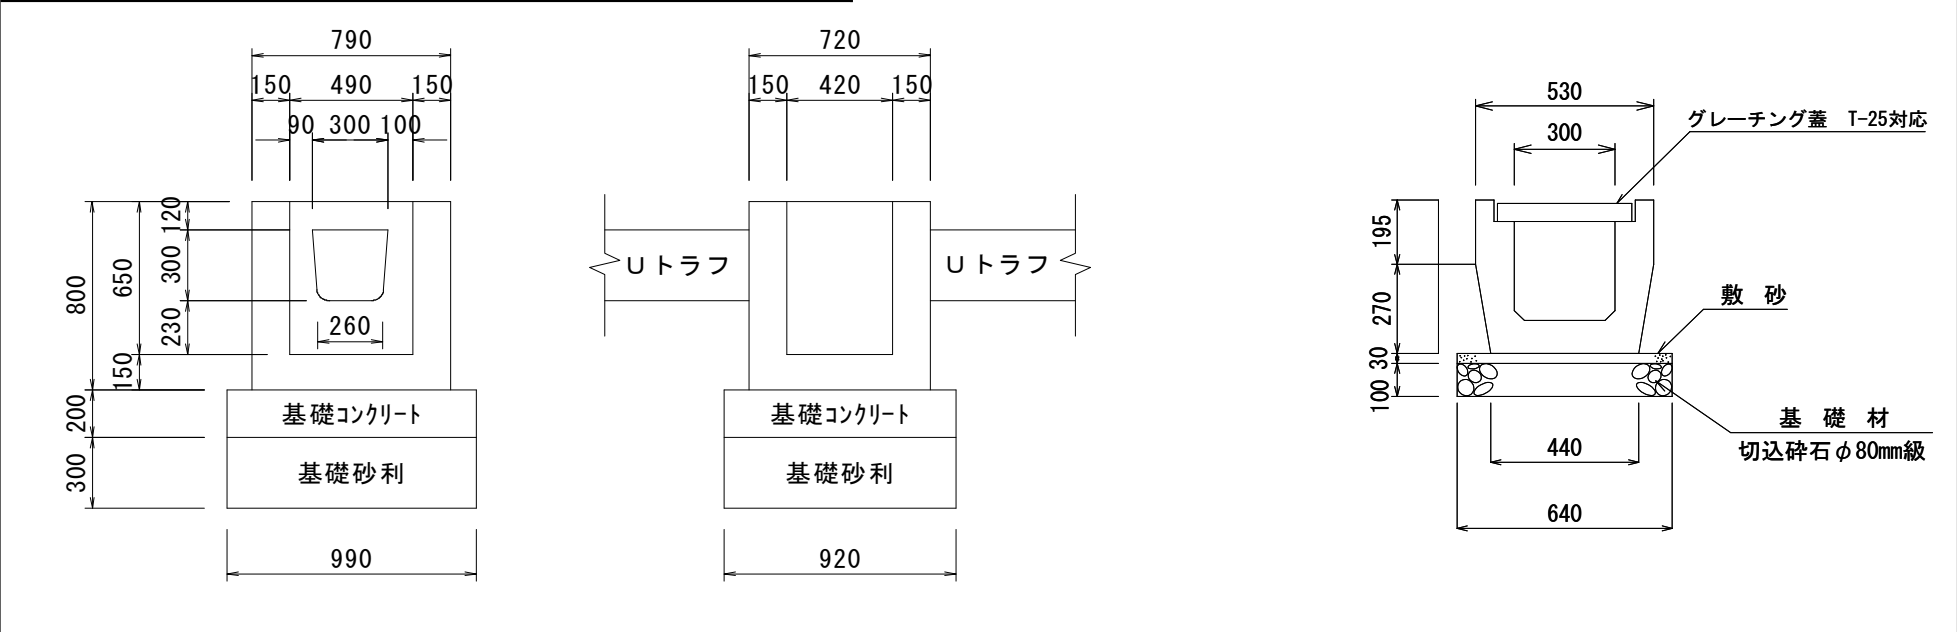 790
150 490 150
90 300 100
120
300
650
800
230
260
150
200
基礎コンクリート
300
基礎砂利
990
720
150 420 150
Uトラフ
Uトラフ
基礎コンクリート
基礎砂利
920
530
300
グレーチング蓋 T-25対応
195
270
敷 砂
30
100
基 礎 材
切込砕石φ80mm級
440
640